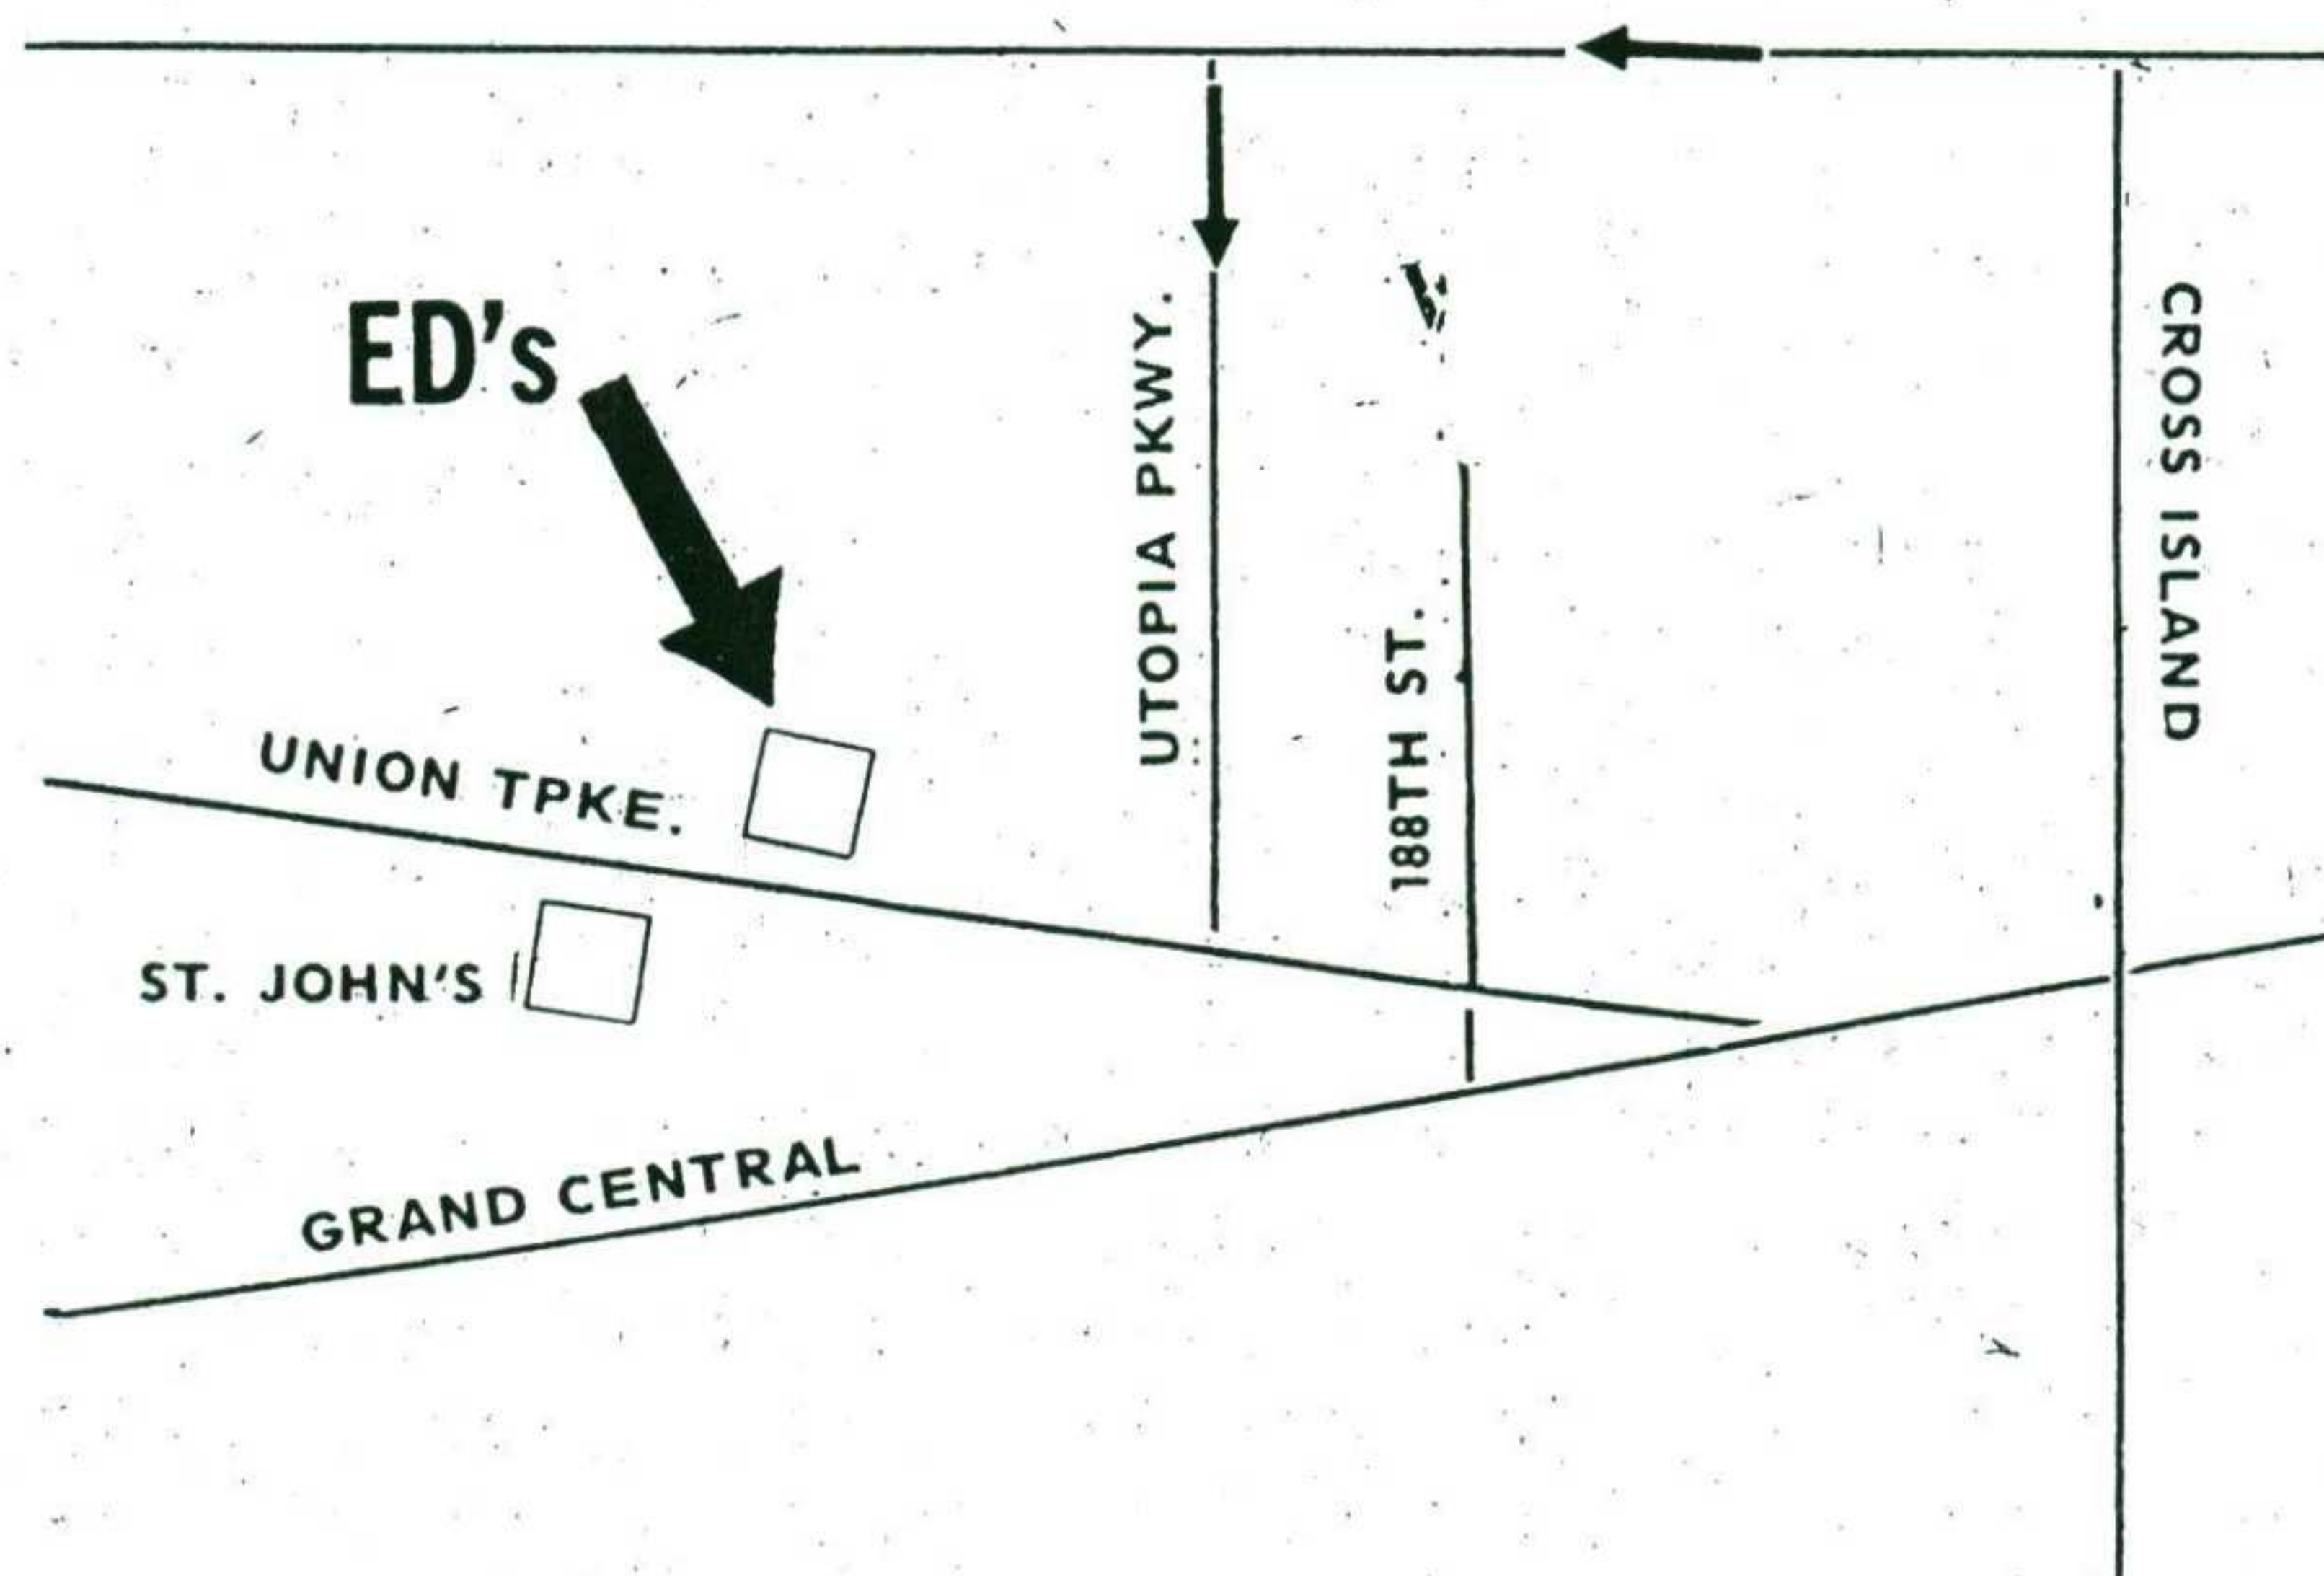 ED's
UTOPIA PKWY.
188TH ST.
CROSS ISLAND
UNION TPKE.
ST. JOHN'S
GRAND CENTRAL